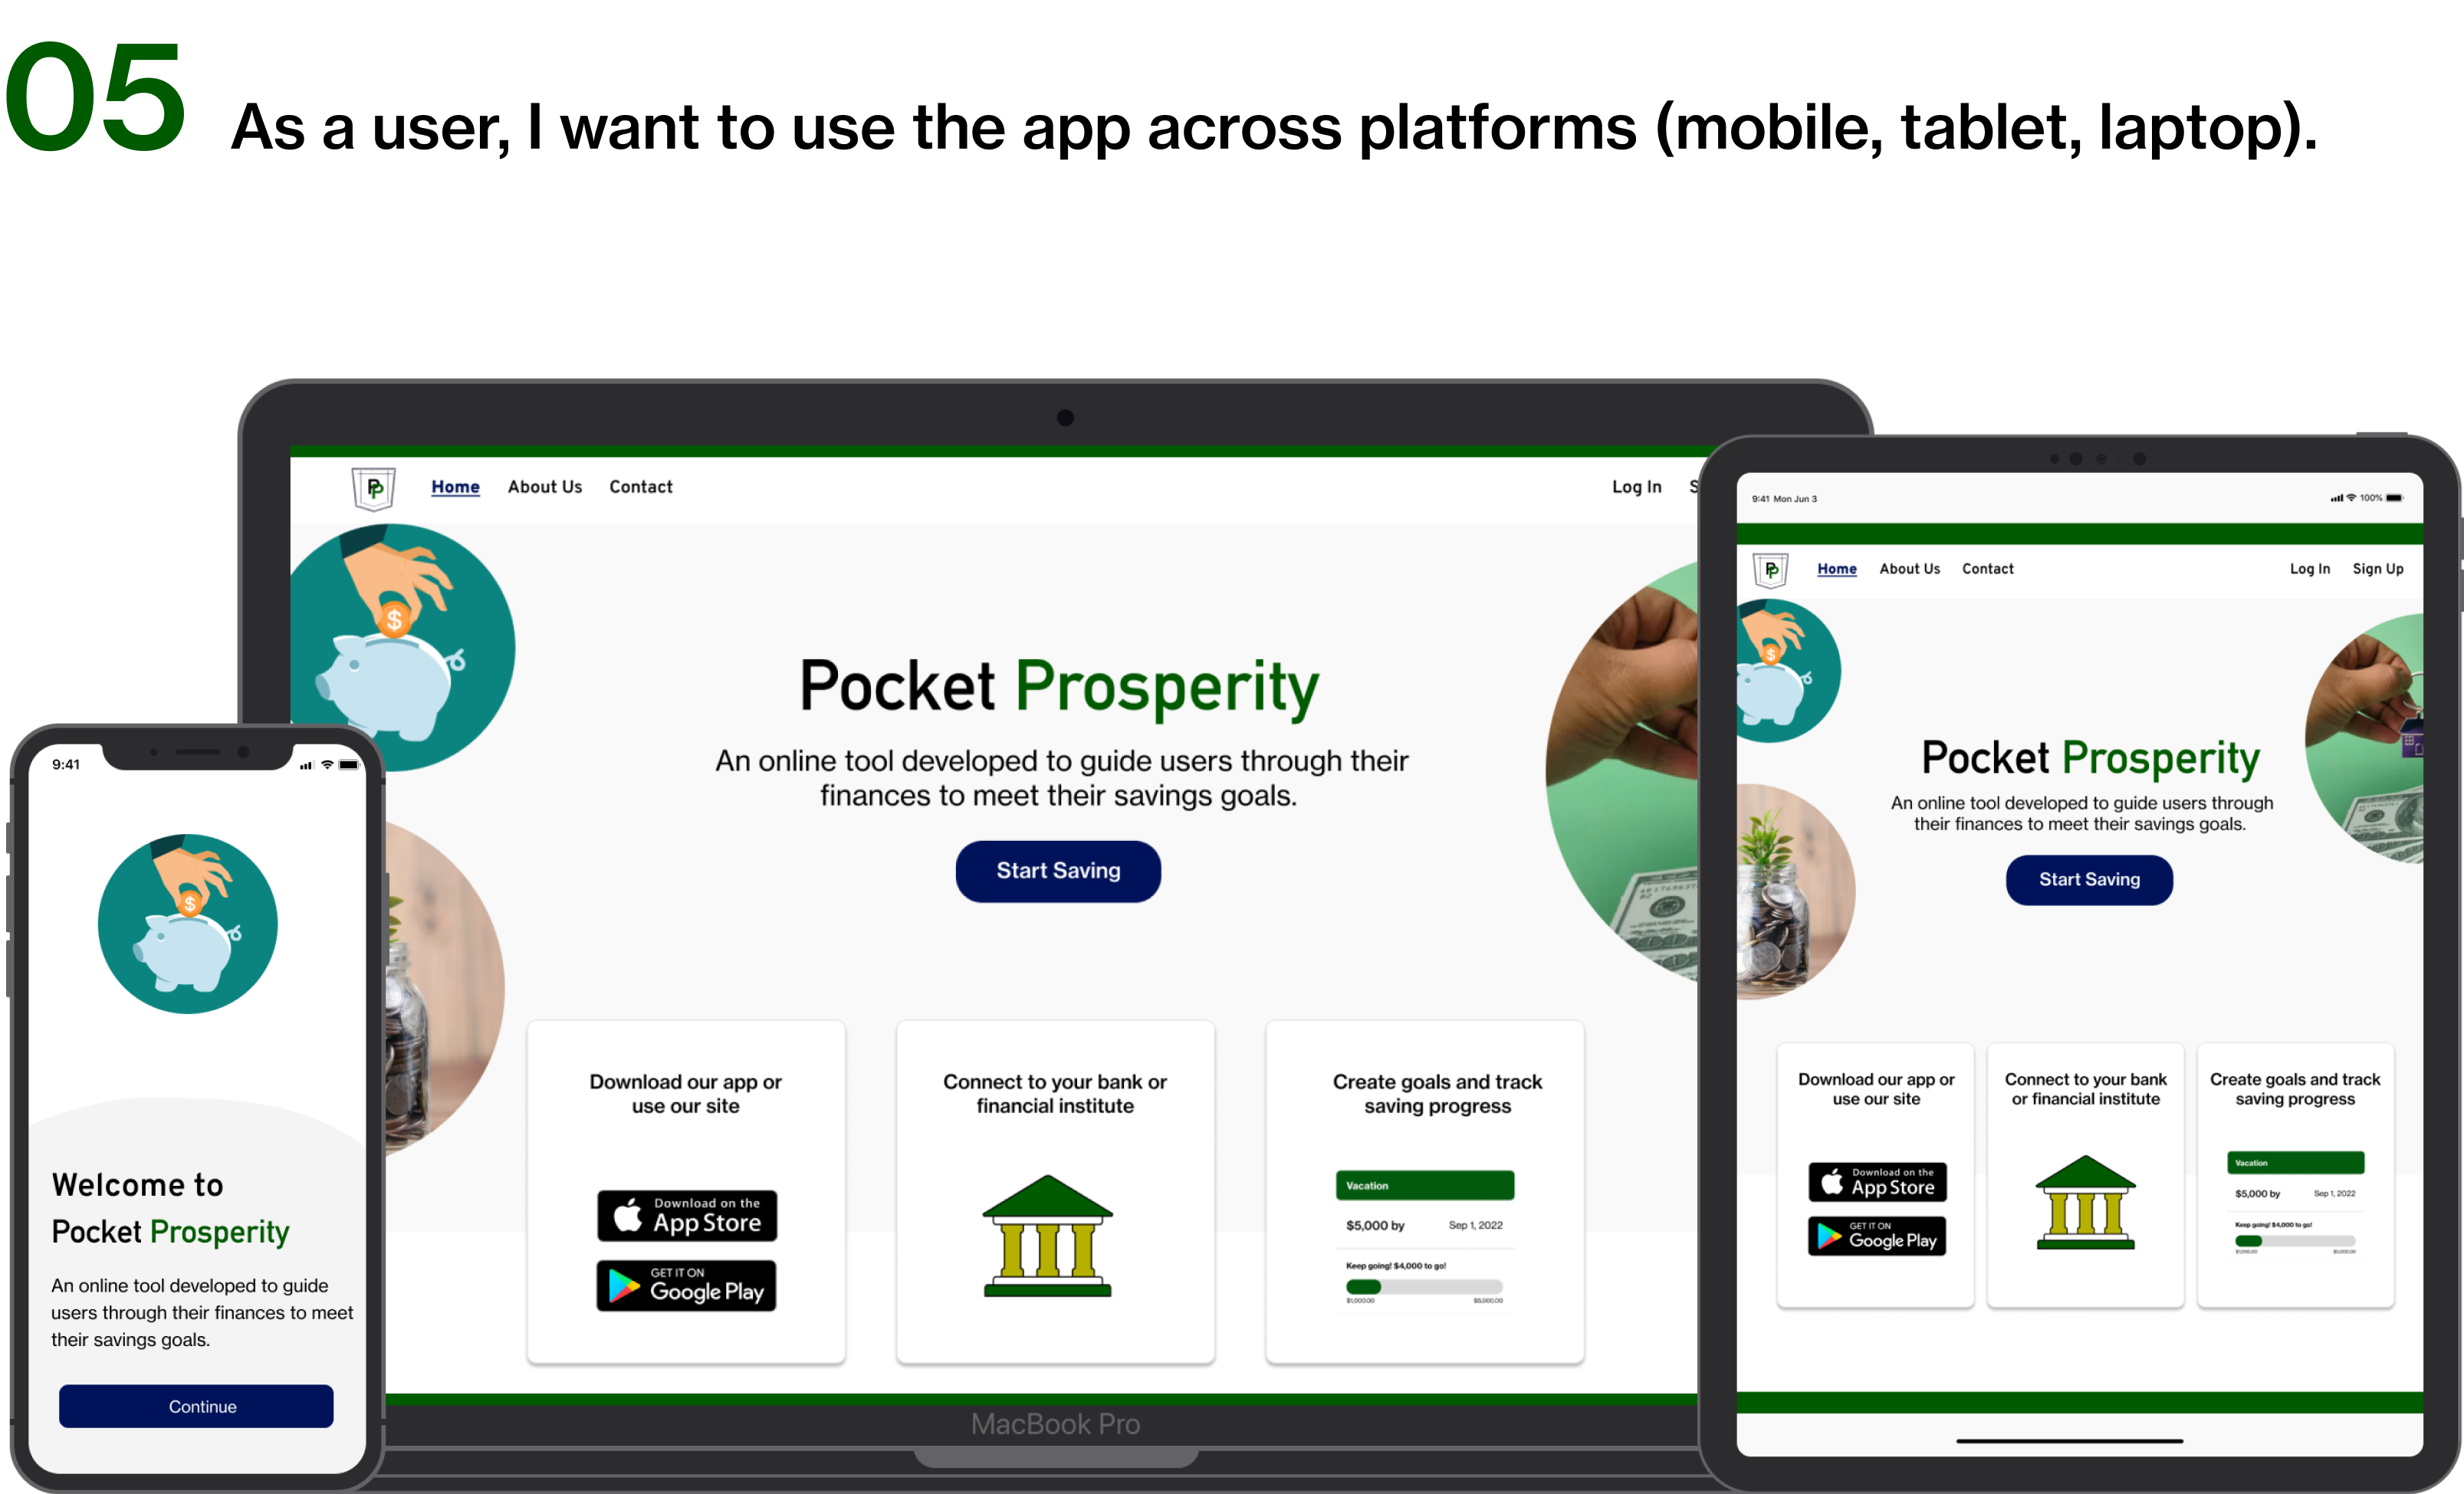 05 As a user, I want to use the app across platforms (mobile, tablet, laptop).
Home About Us Contact
Log In S
$
Pocket Prosperity
An online tool developed to guide users through their
finances to meet their savings goals.
Start Saving
Download our app or
use our site
Download on the
App Store
GET IT ON
Google Play
Connect to your bank or
financial institute
Create goals and track
saving progress
Vacation
$5,000 by Sep 1, 2022
Keep going! $4,000 to go!
$1,000.00 $5,000.00
MacBook Pro
9:41
$
Welcome to
Pocket Prosperity
An online tool developed to guide
users through their finances to meet
their savings goals.
Continue
9:41 Mon Jun 3 100%
Home About Us Contact Log In Sign Up
$
Pocket Prosperity
An online tool developed to guide users through
their finances to meet their savings goals.
Start Saving
Download our app or
use our site
Download on the
App Store
GET IT ON
Google Play
Connect to your bank
or financial institute
Create goals and track
saving progress
Vacation
$5,000 by Sep 1, 2022
Keep going! $4,000 to go!
$1,000.00 $5,000.00